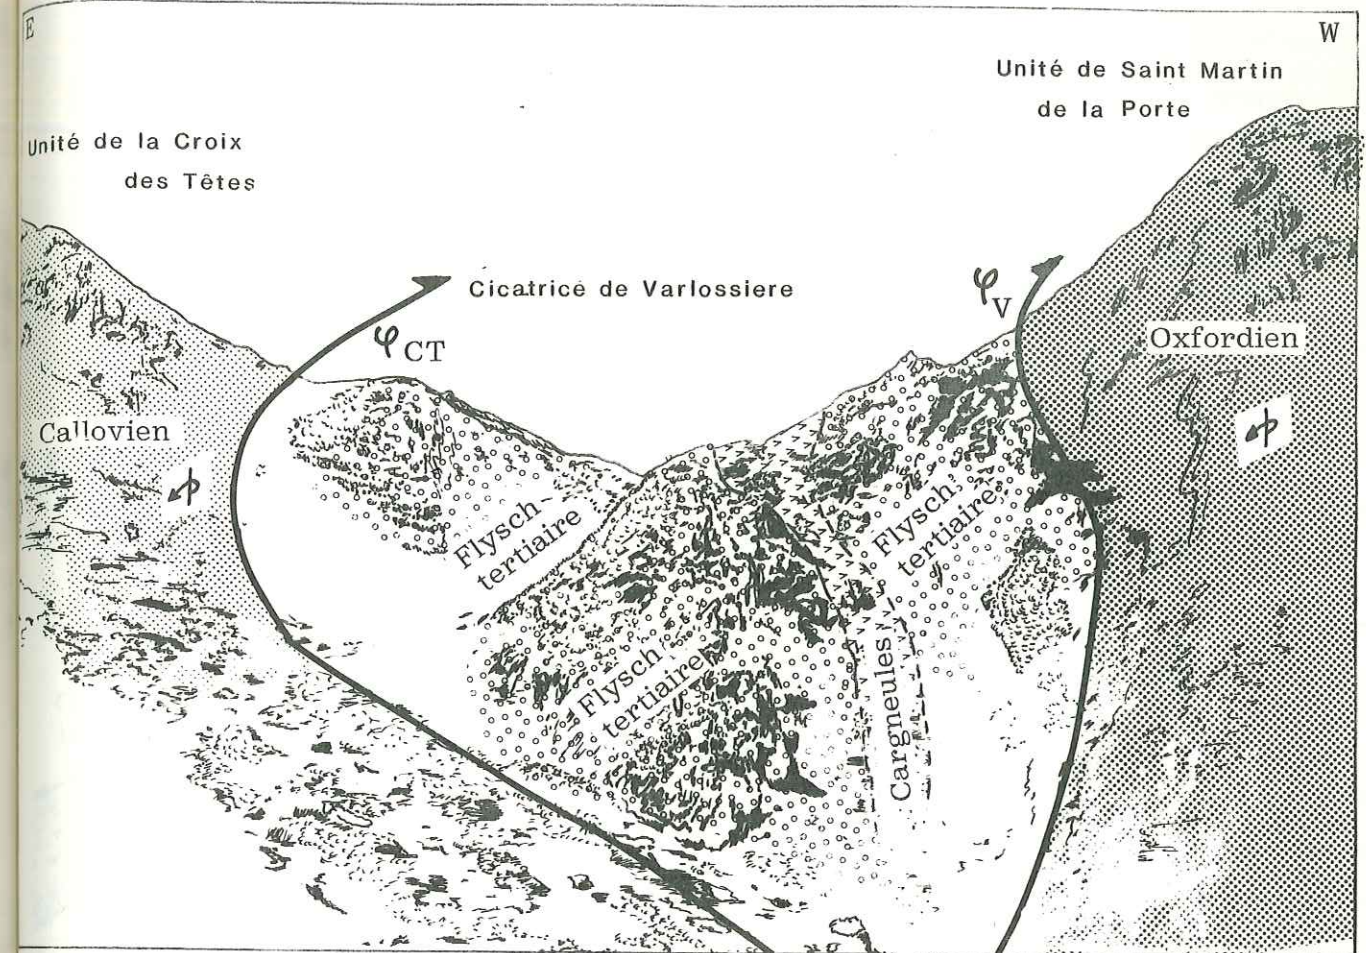 E
W
Unité de Saint Martin
de la Porte
Unité de la Croix
des Têtes
Cicatrice de Varlossiere
φCT
φV
Oxfordien
Callovien
Flysch
tertiaire
Flysch
tertiaire
Flysch
tertiaire
Cargneules